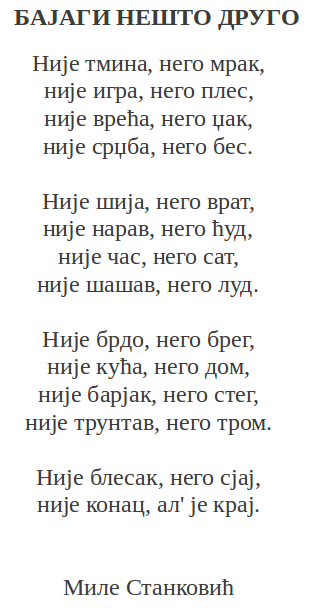 БАЈАГИ НЕШТО ДРУГО
Није тмина, него мрак,
није игра, него плес,
није врећа, него џак,
није срџба, него бес.
Није шија, него врат,
није нарав, него ћуд,
није час, него сат,
није шашав, него луд.
Није брдо, него брег,
није кућа, него дом,
није барјак, него стег,
није трунтав, него тром.
Није блесак, него сјај,
није конац, ал' је крај.
Миле Станковић